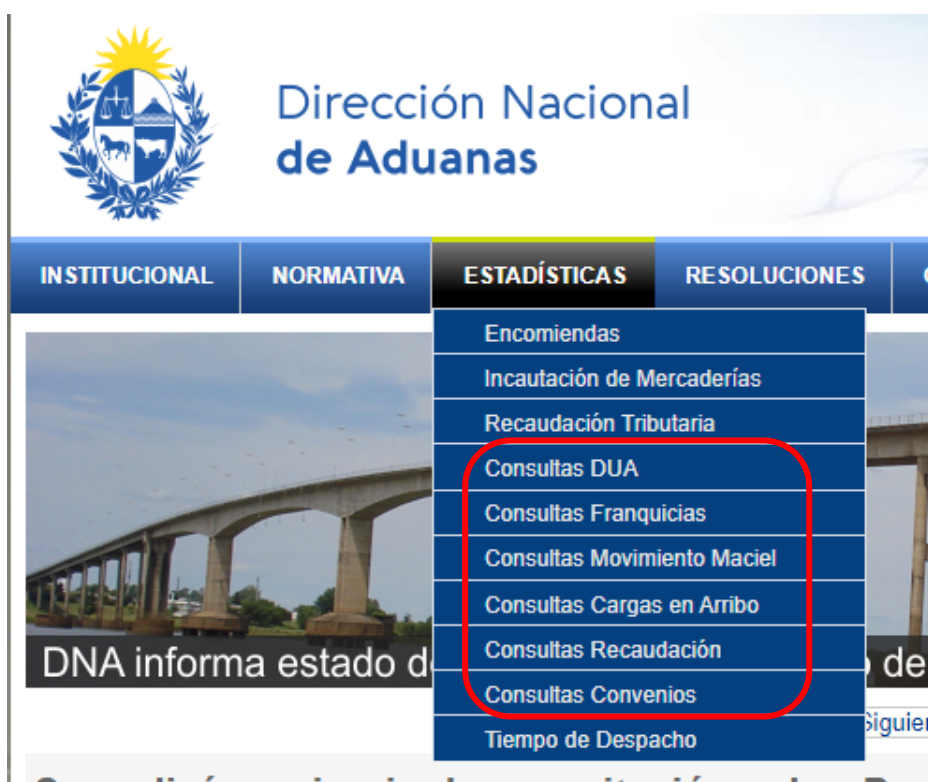 Dirección Nacional
de Aduanas
INSTITUCIONAL NORMATIVA ESTADÍSTICAS RESOLUCIONES
Encomiendas
Incautación de Mercaderías
Recaudación Tributaria
Consultas DUA
Consultas Franquicias
Consultas Movimiento Maciel
Consultas Cargas en Arribo
Consultas Recaudación
Consultas Convenios
Tiempo de Despacho
DNA informa estado de